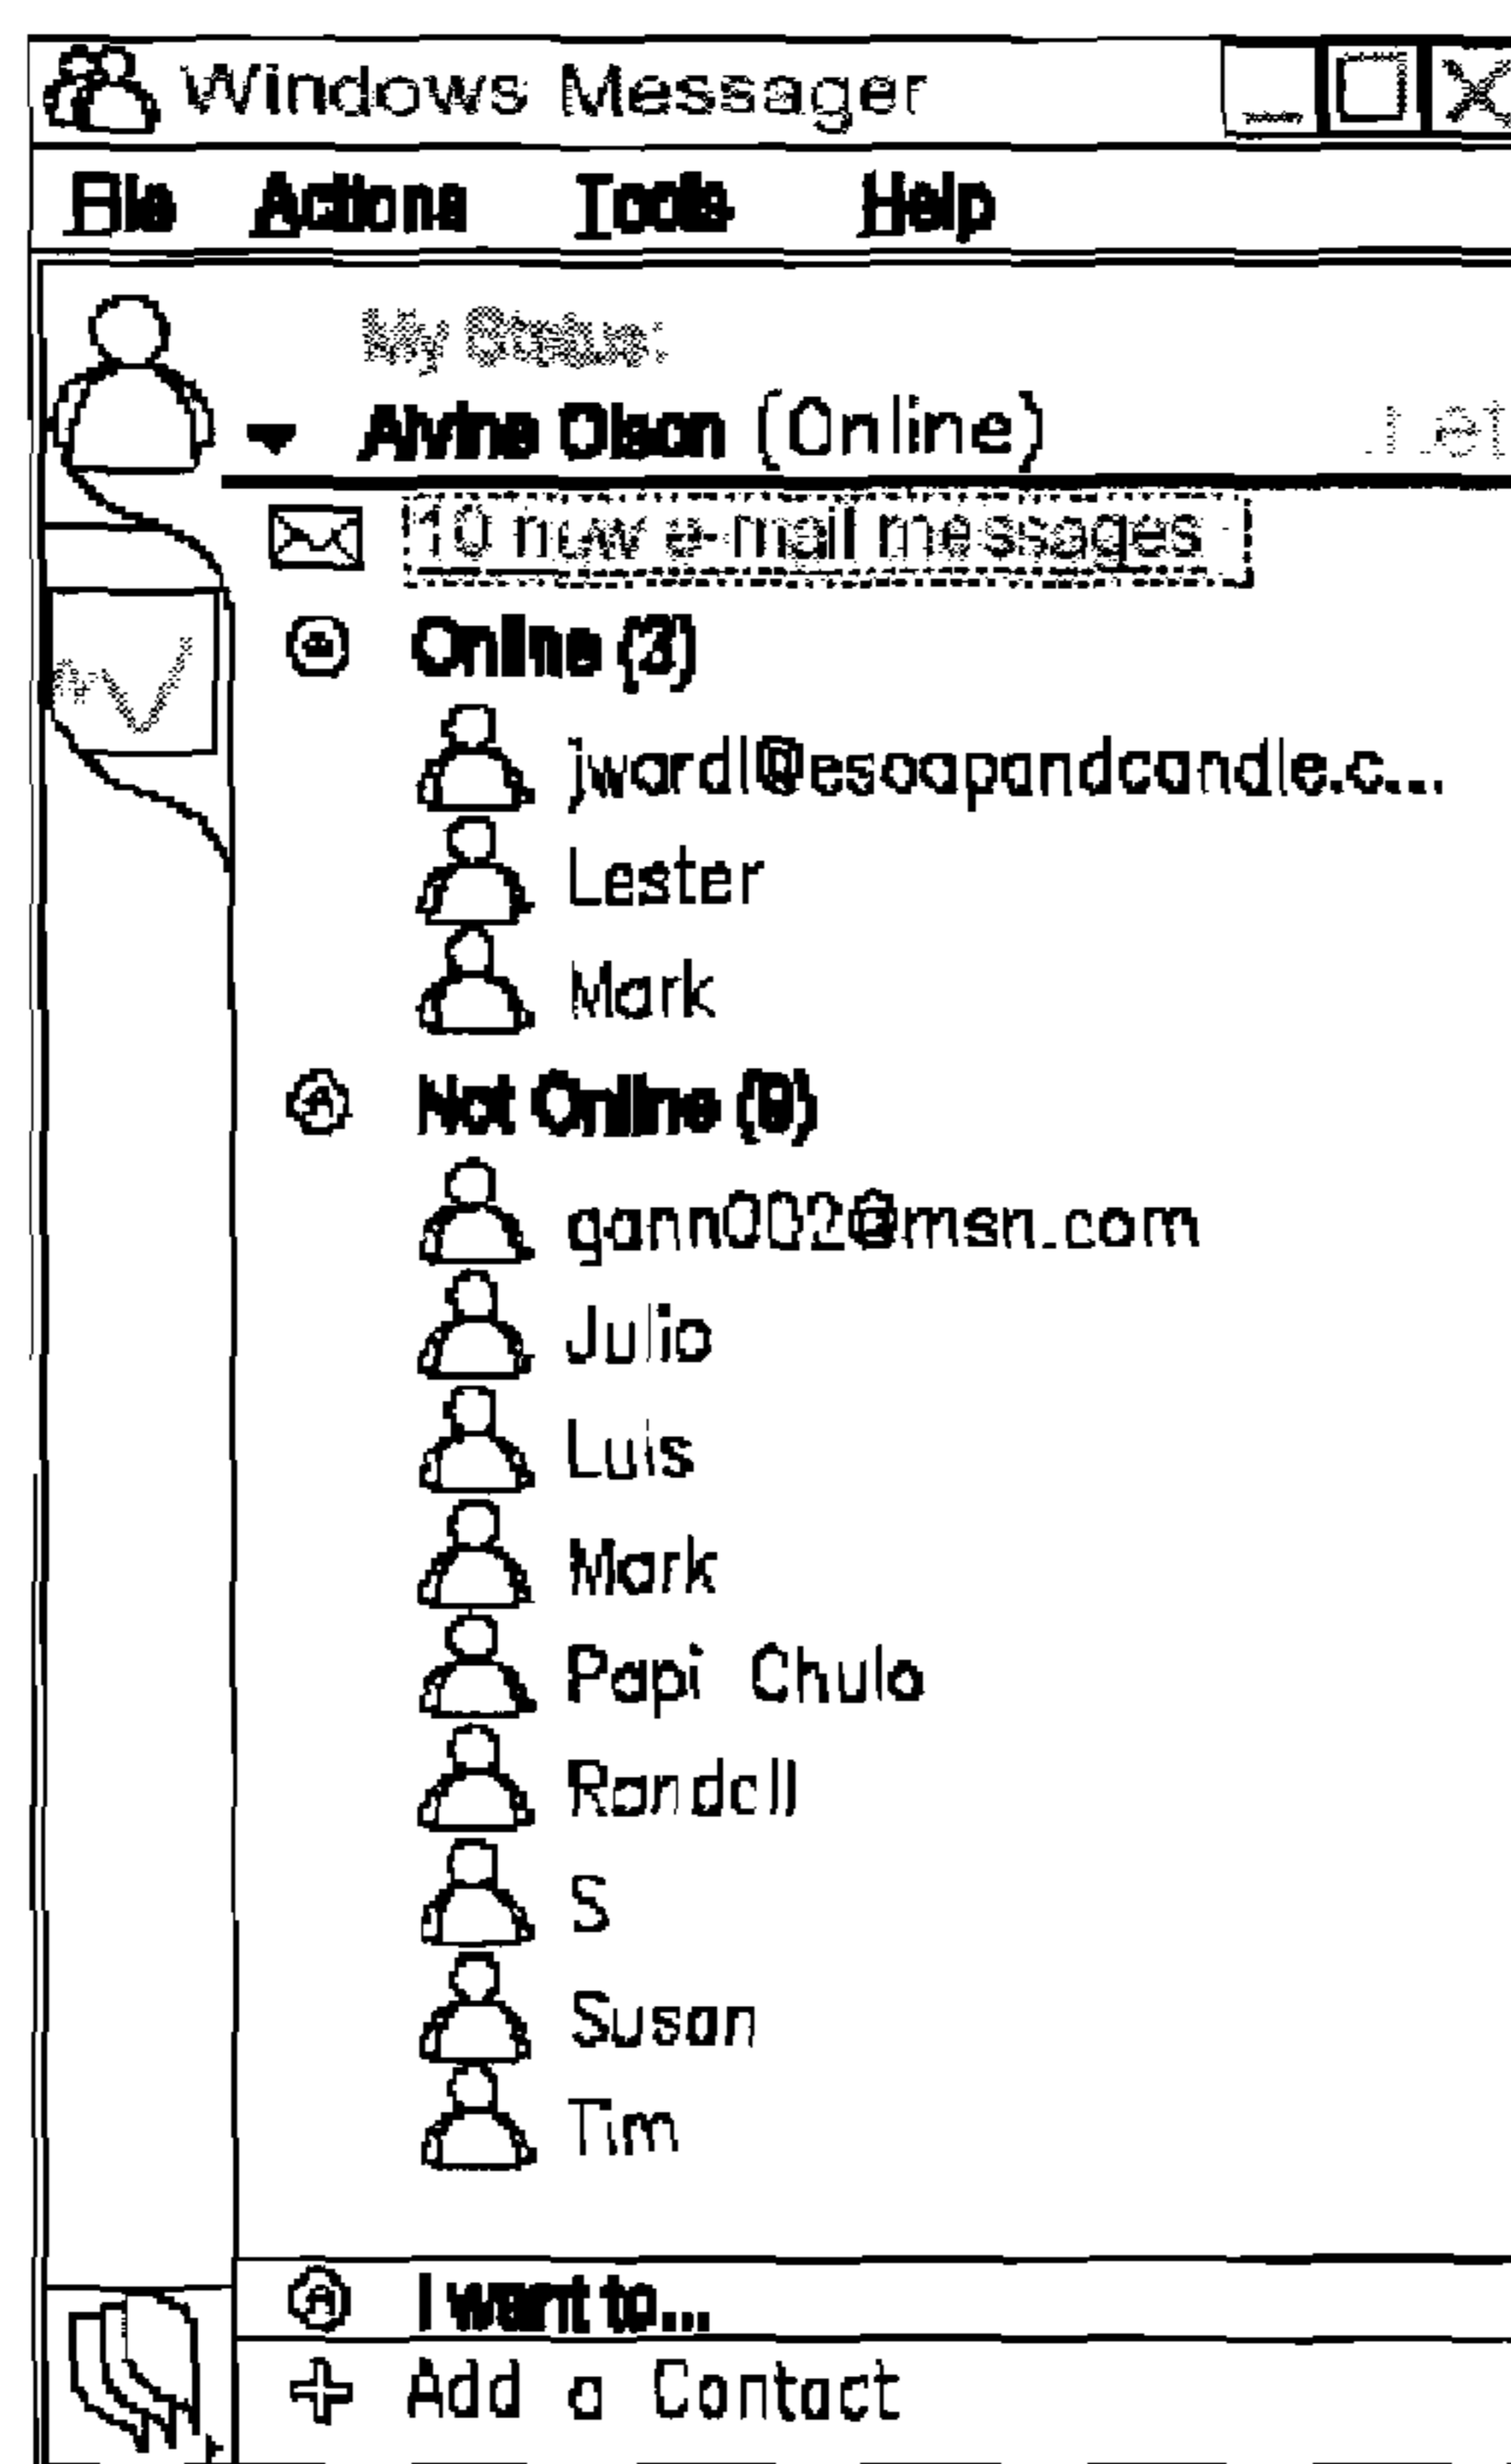 Windows Messager
File Actions Tools Help
My Status:
Alvine Olson (Online)
10 nuw e-mail messages
Online (3)
jwardl@esoapandcandle.c...
Lester
Mark
Not Online (9)
gann002@msn.com
Julio
Luis
Mark
Papi Chulo
Randall
S
Susan
Tim
I want to...
Add a Contact